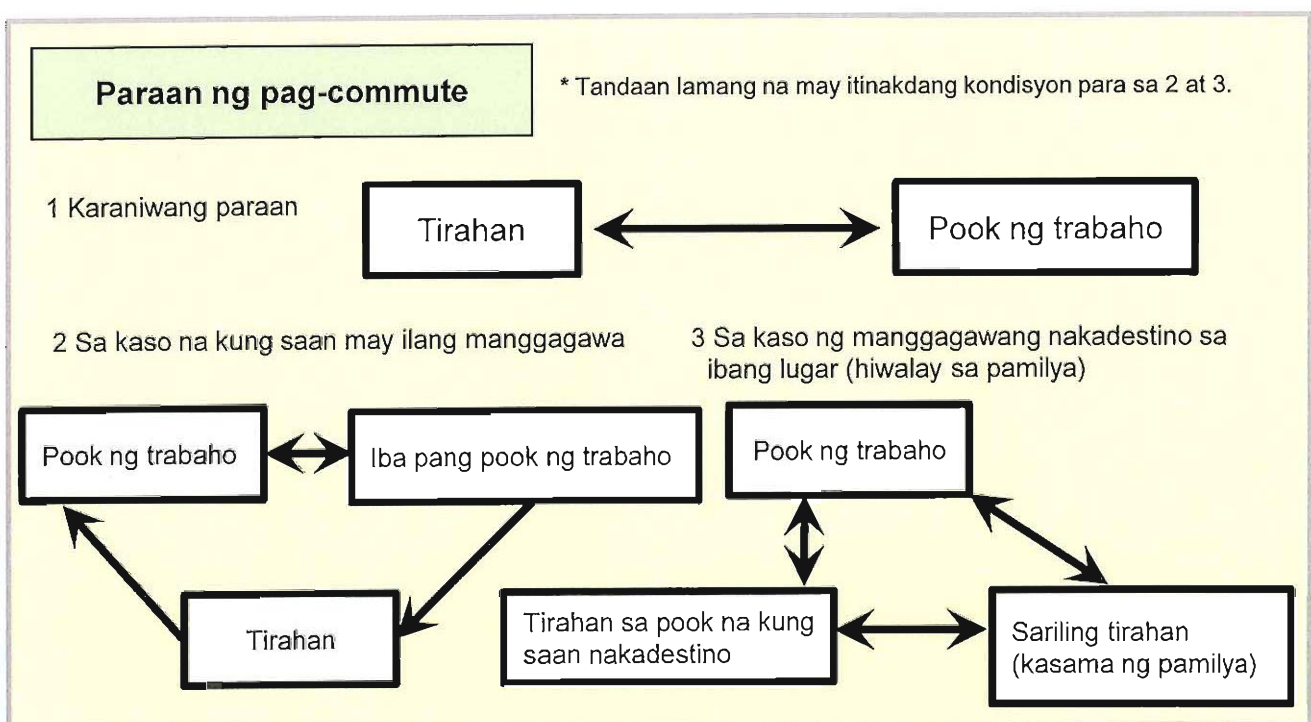 Paraan ng pag-commute
* Tandaan lamang na may itinakdang kondisyon para sa 2 at 3.
1 Karaniwang paraan
Tirahan
Pook ng trabaho
2 Sa kaso na kung saan may ilang manggagawa
Pook ng trabaho
Iba pang pook ng trabaho
Tirahan
3 Sa kaso ng manggagawang nakadestino sa
ibang lugar (hiwalay sa pamilya)
Pook ng trabaho
Tirahan sa pook na kung
saan nakadestino
Sariling tirahan
(kasama ng pamilya)